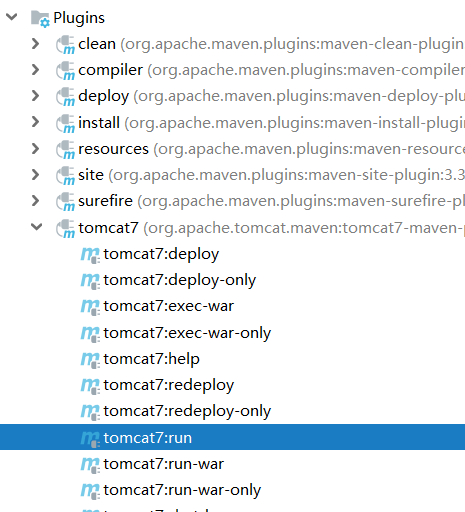 Plugins
clean (org.apache.maven.plugins:maven-clean-plugin
compiler (org.apache.maven.plugins:maven-compiler
deploy (org.apache.maven.plugins:maven-deploy-plu
install (org.apache.maven.plugins:maven-install-plugin
resources (org.apache.maven.plugins:maven-resource
site (org.apache.maven.plugins:maven-site-plugin:3.3
surefire (org.apache.maven.plugins:maven-surefire-pl
tomcat7 (org.apache.tomcat.maven:tomcat7-maven-p
tomcat7:deploy
tomcat7:deploy-only
tomcat7:exec-war
tomcat7:exec-war-only
tomcat7:help
tomcat7:redeploy
tomcat7:redeploy-only
tomcat7:run
tomcat7:run-war
tomcat7:run-war-only